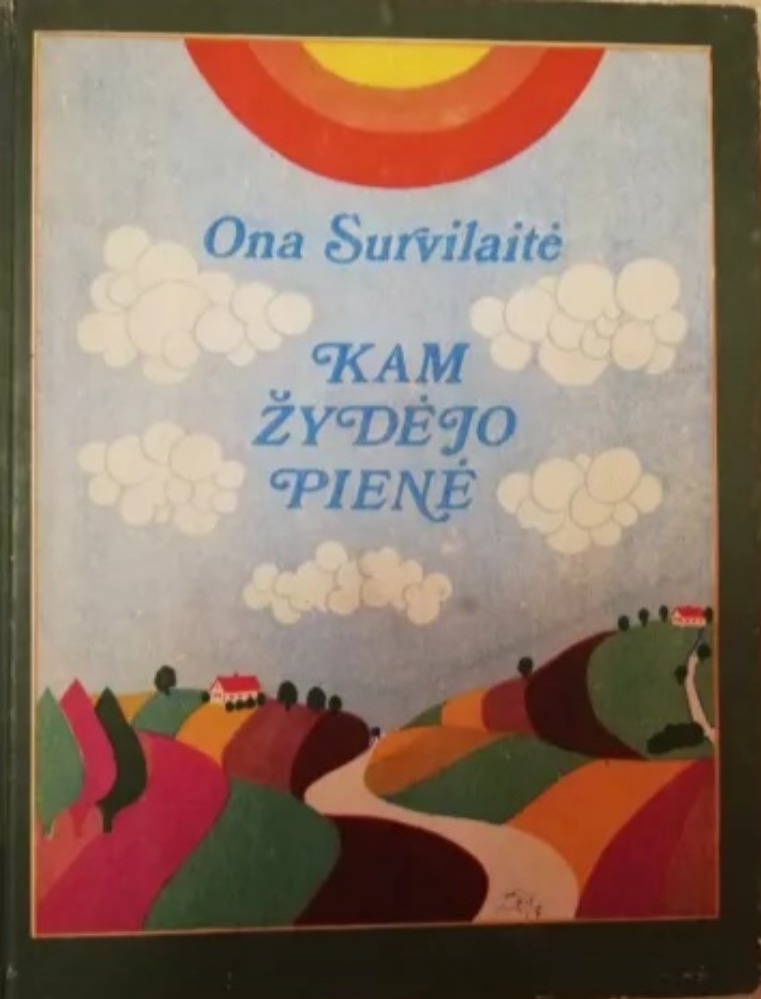 Ona Survilaitė
KAM
ŽYDĖJO
PIENĖ